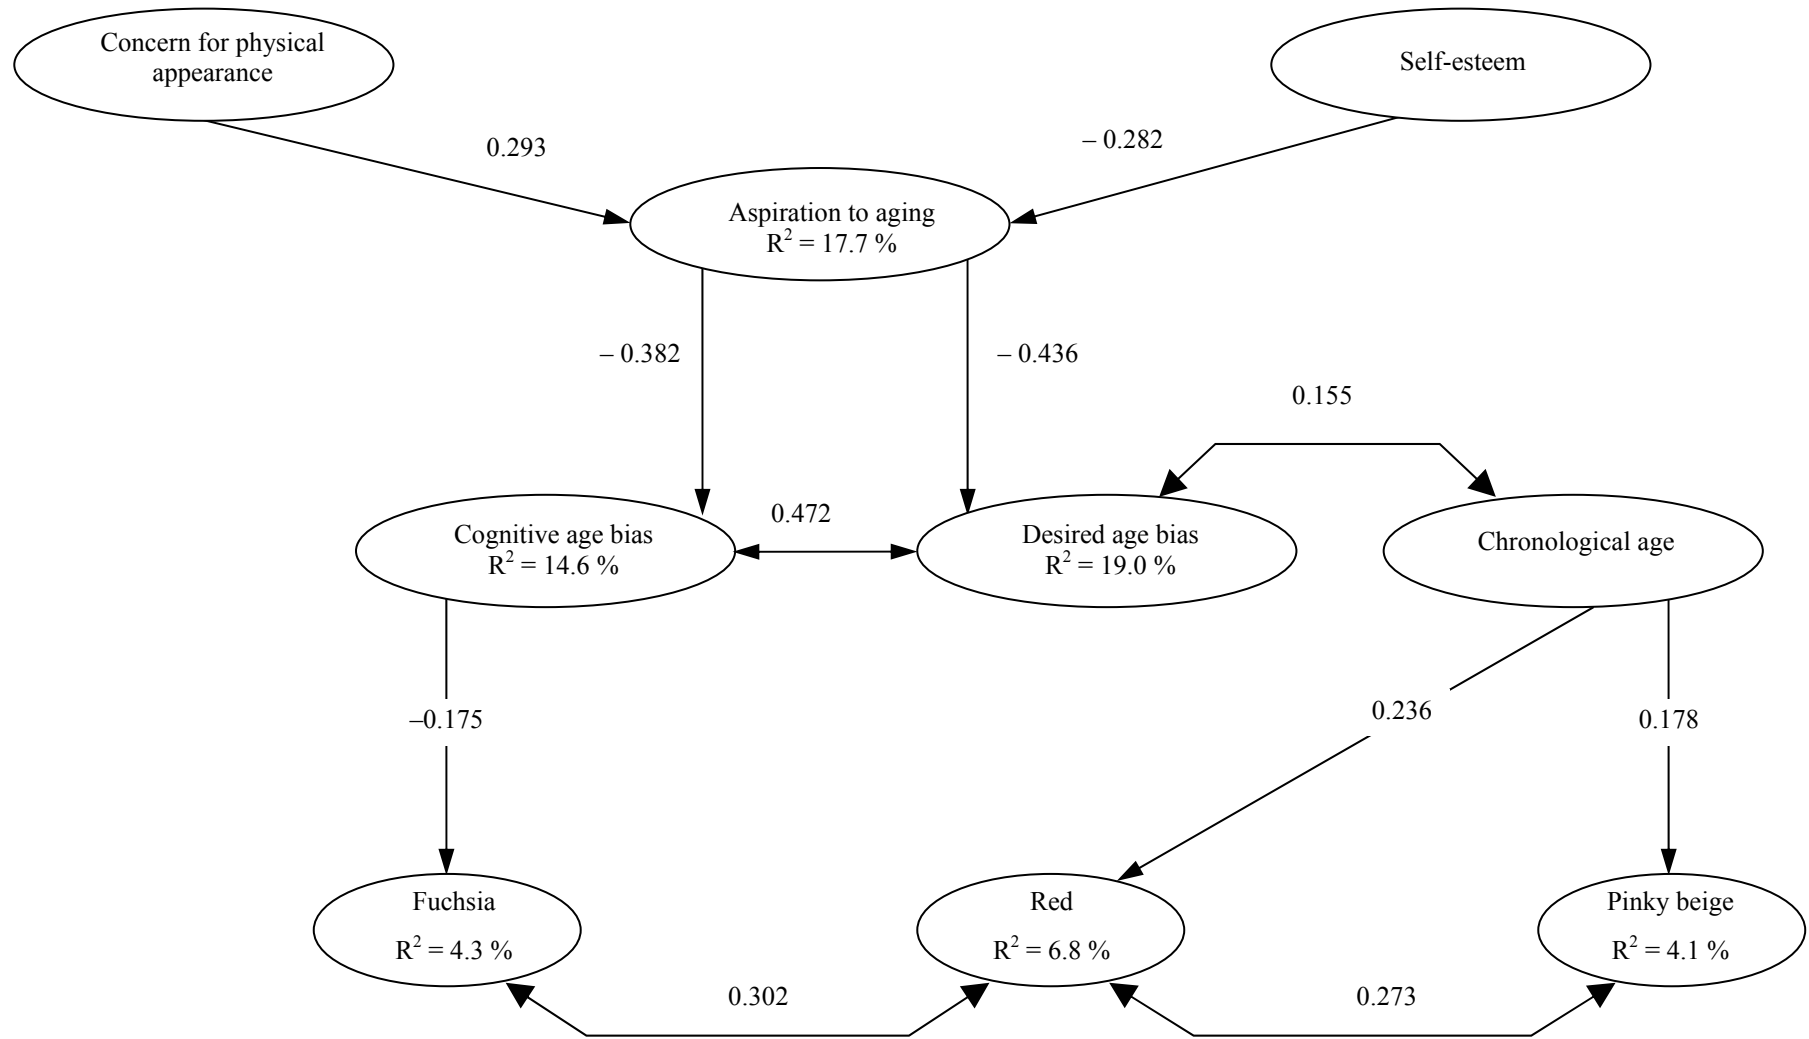 Concern for physical
appearance
Self-esteem
0.293
– 0.282
Aspiration to aging
R² = 17.7 %
– 0.382
– 0.436
0.155
0.472
Cognitive age bias
R² = 14.6 %
Desired age bias
R² = 19.0 %
Chronological age
–0.175
0.236
0.178
Fuchsia
R² = 4.3 %
Red
R² = 6.8 %
Pinky beige
R² = 4.1 %
0.302
0.273